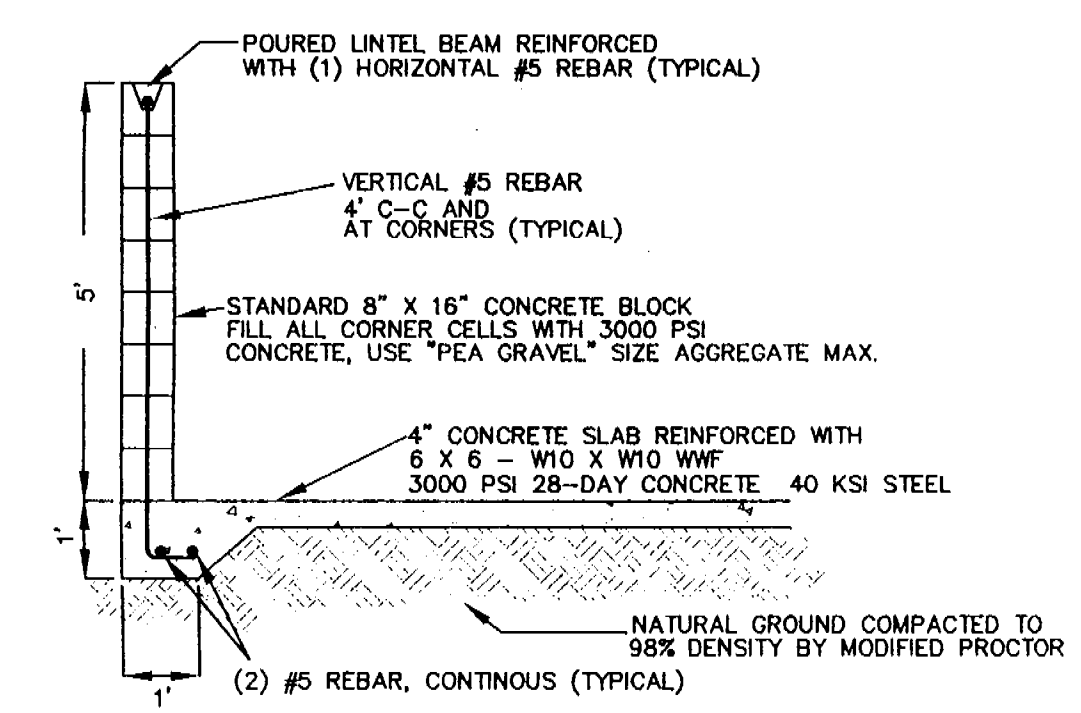 POURED LINTEL BEAM REINFORCED
WITH (1) HORIZONTAL #5 REBAR (TYPICAL)
VERTICAL #5 REBAR
4' C-C AND
AT CORNERS (TYPICAL)
5'
STANDARD 8" X 16" CONCRETE BLOCK
FILL ALL CORNER CELLS WITH 3000 PSI
CONCRETE, USE "PEA GRAVEL" SIZE AGGREGATE MAX.
4" CONCRETE SLAB REINFORCED WITH
6 X 6 - W10 X W10 WWF
3000 PSI 28-DAY CONCRETE 40 KSI STEEL
1'
NATURAL GROUND COMPACTED TO
98% DENSITY BY MODIFIED PROCTOR
(2) #5 REBAR, CONTINOUS (TYPICAL)
1'